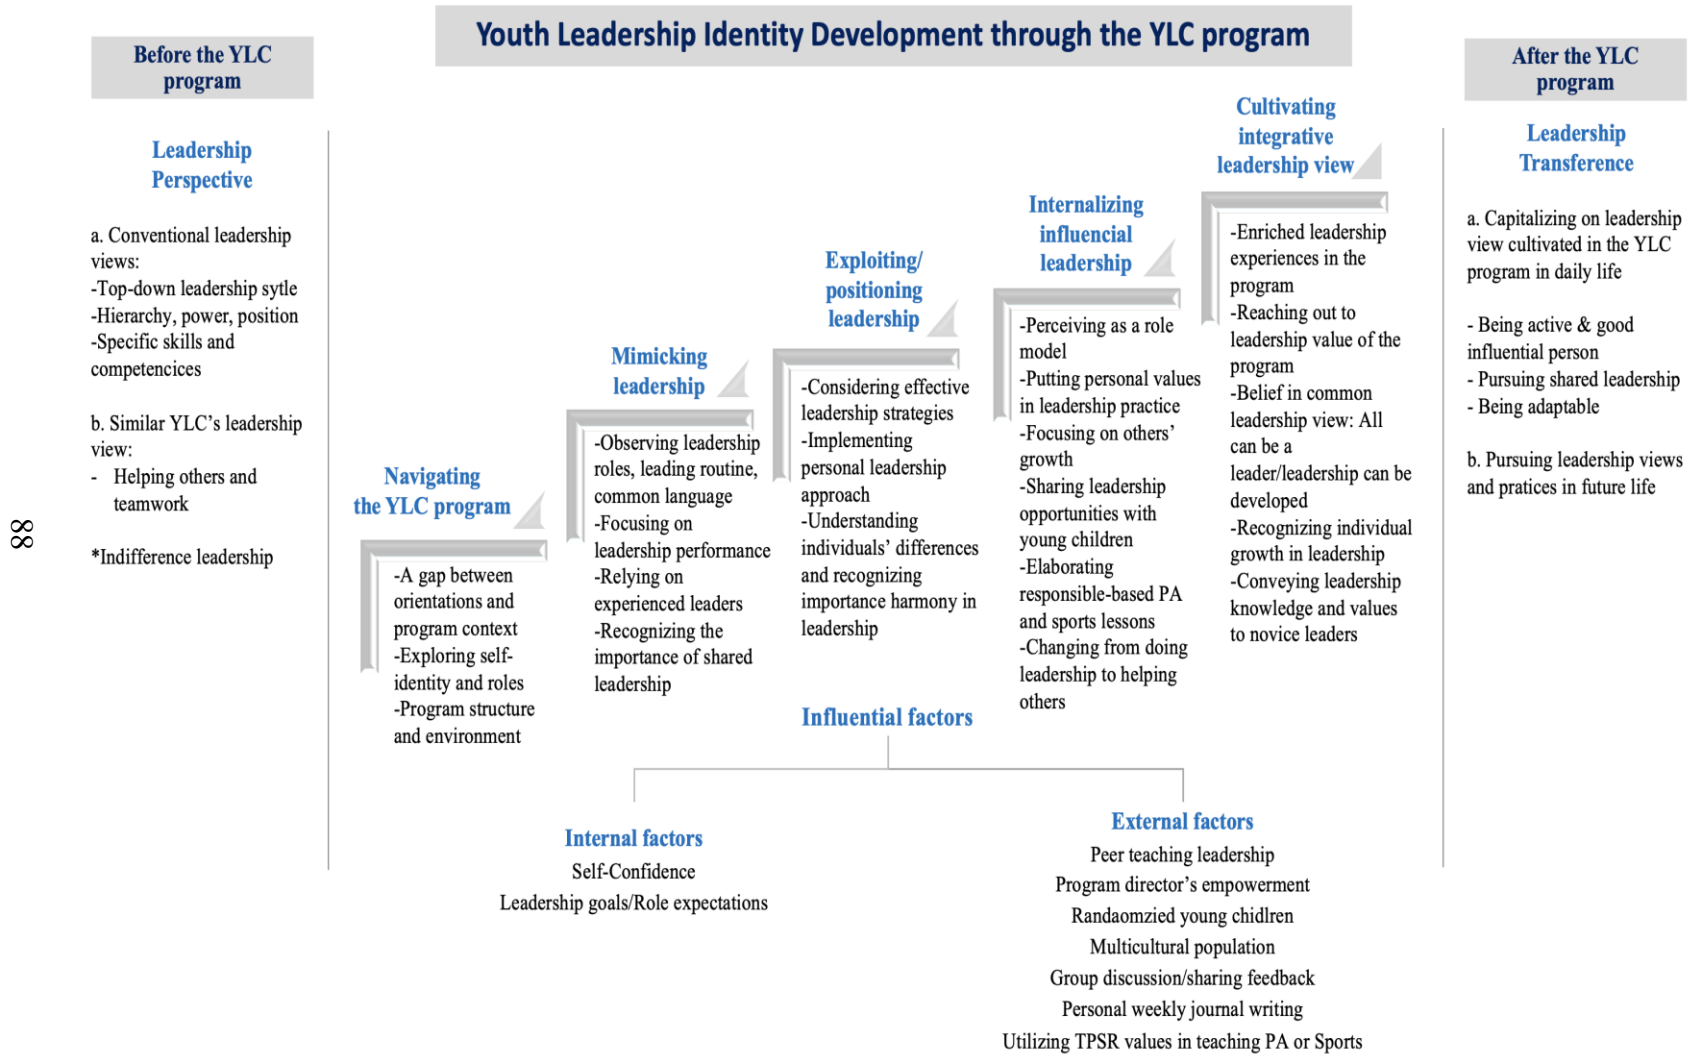 Youth Leadership Identity Development through the YLC program
Before the YLC
program
Leadership
Perspective
a. Conventional leadership
views:
-Top-down leadership sytle
-Hierarchy, power, position
-Specific skills and
competencices
b. Similar YLC’s leadership
view:
- Helping others and
teamwork
*Indifference leadership
88
Navigating
the YLC program
-A gap between
orientations and
program context
-Exploring self-
identity and roles
-Program structure
and environment
Mimicking
leadership
-Observing leadership
roles, leading routine,
common language
-Focusing on
leadership performance
-Relying on
experienced leaders
-Recognizing the
importance of shared
leadership
Exploiting/
positioning
leadership
-Considering effective
leadership strategies
-Implementing
personal leadership
approach
-Understanding
individuals’ differences
and recognizing
importance harmony in
leadership
Internalizing
influencial
leadership
-Perceiving as a role
model
-Putting personal values
in leadership practice
-Focusing on others’
growth
-Sharing leadership
opportunities with
young children
-Elaborating
responsible-based PA
and sports lessons
-Changing from doing
leadership to helping
others
Cultivating
integrative
leadership view
-Enriched leadership
experiences in the
program
-Reaching out to
leadership value of the
program
-Belief in common
leadership view: All
can be a
leader/leadership can be
developed
-Recognizing individual
growth in leadership
-Conveying leadership
knowledge and values
to novice leaders
After the YLC
program
Leadership
Transference
a. Capitalizing on leadership
view cultivated in the YLC
program in daily life
- Being active & good
influential person
- Pursuing shared leadership
- Being adaptable
b. Pursuing leadership views
and pratices in future life
Influential factors
Internal factors
Self-Confidence
Leadership goals/Role expectations
External factors
Peer teaching leadership
Program director’s empowerment
Randaomzied young chidlren
Multicultural population
Group discussion/sharing feedback
Personal weekly journal writing
Utilizing TPSR values in teaching PA or Sports